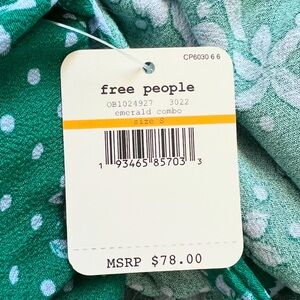 CP6030 6 6
free people
OB1024927 3022
emerald combo
size S
1 93465 85703 3
MSRP $78.00